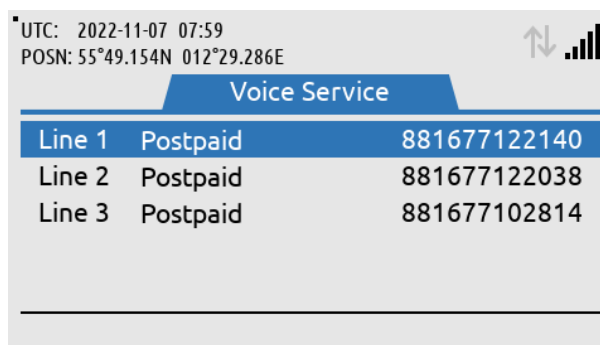 UTC: 2022-11-07 07:59
POSN: 55°49.154N 012°29.286E
Voice Service
Line 1 Postpaid 881677122140
Line 2 Postpaid 881677122038
Line 3 Postpaid 881677102814